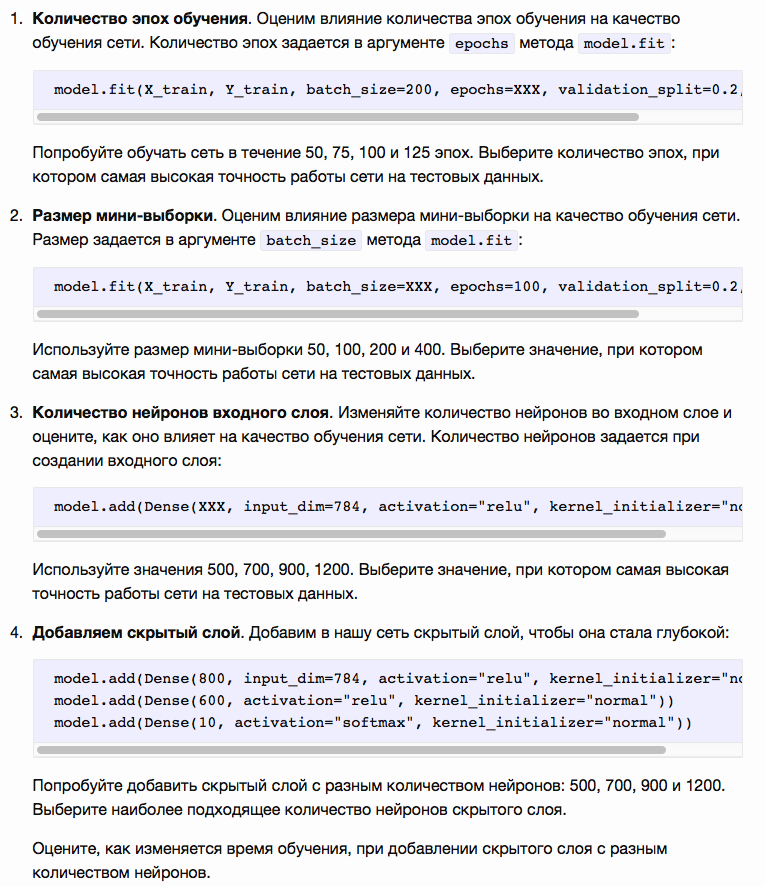 1. Количество эпох обучения. Оценим влияние количества эпох обучения на качество
обучения сети. Количество эпох задается в аргументе epochs метода model.fit:
model.fit(X_train, Y_train, batch_size=200, epochs=XXX, validation_split=0.2,
Попробуйте обучать сеть в течение 50, 75, 100 и 125 эпох. Выберите количество эпох, при
котором самая высокая точность работы сети на тестовых данных.
2. Размер мини-выборки. Оценим влияние размера мини-выборки на качество обучения сети.
Размер задается в аргументе batch_size метода model.fit:
model.fit(X_train, Y_train, batch_size=XXX, epochs=100, validation_split=0.2,
Используйте размер мини-выборки 50, 100, 200 и 400. Выберите значение, при котором
самая высокая точность работы сети на тестовых данных.
3. Количество нейронов входного слоя. Изменяйте количество нейронов во входном слое и
оцените, как оно влияет на качество обучения сети. Количество нейронов задается при
создании входного слоя:
model.add(Dense(XXX, input_dim=784, activation="relu", kernel_initializer="no
Используйте значения 500, 700, 900, 1200. Выберите значение, при котором самая высокая
точность работы сети на тестовых данных.
4. Добавляем скрытый слой. Добавим в нашу сеть скрытый слой, чтобы она стала глубокой:
model.add(Dense(800, input_dim=784, activation="relu", kernel_initializer="no
model.add(Dense(600, activation="relu", kernel_initializer="normal"))
model.add(Dense(10, activation="softmax", kernel_initializer="normal"))
Попробуйте добавить скрытый слой с разным количеством нейронов: 500, 700, 900 и 1200.
Выберите наиболее подходящее количество нейронов скрытого слоя.
Оцените, как изменяется время обучения, при добавлении скрытого слоя с разным
количеством нейронов.